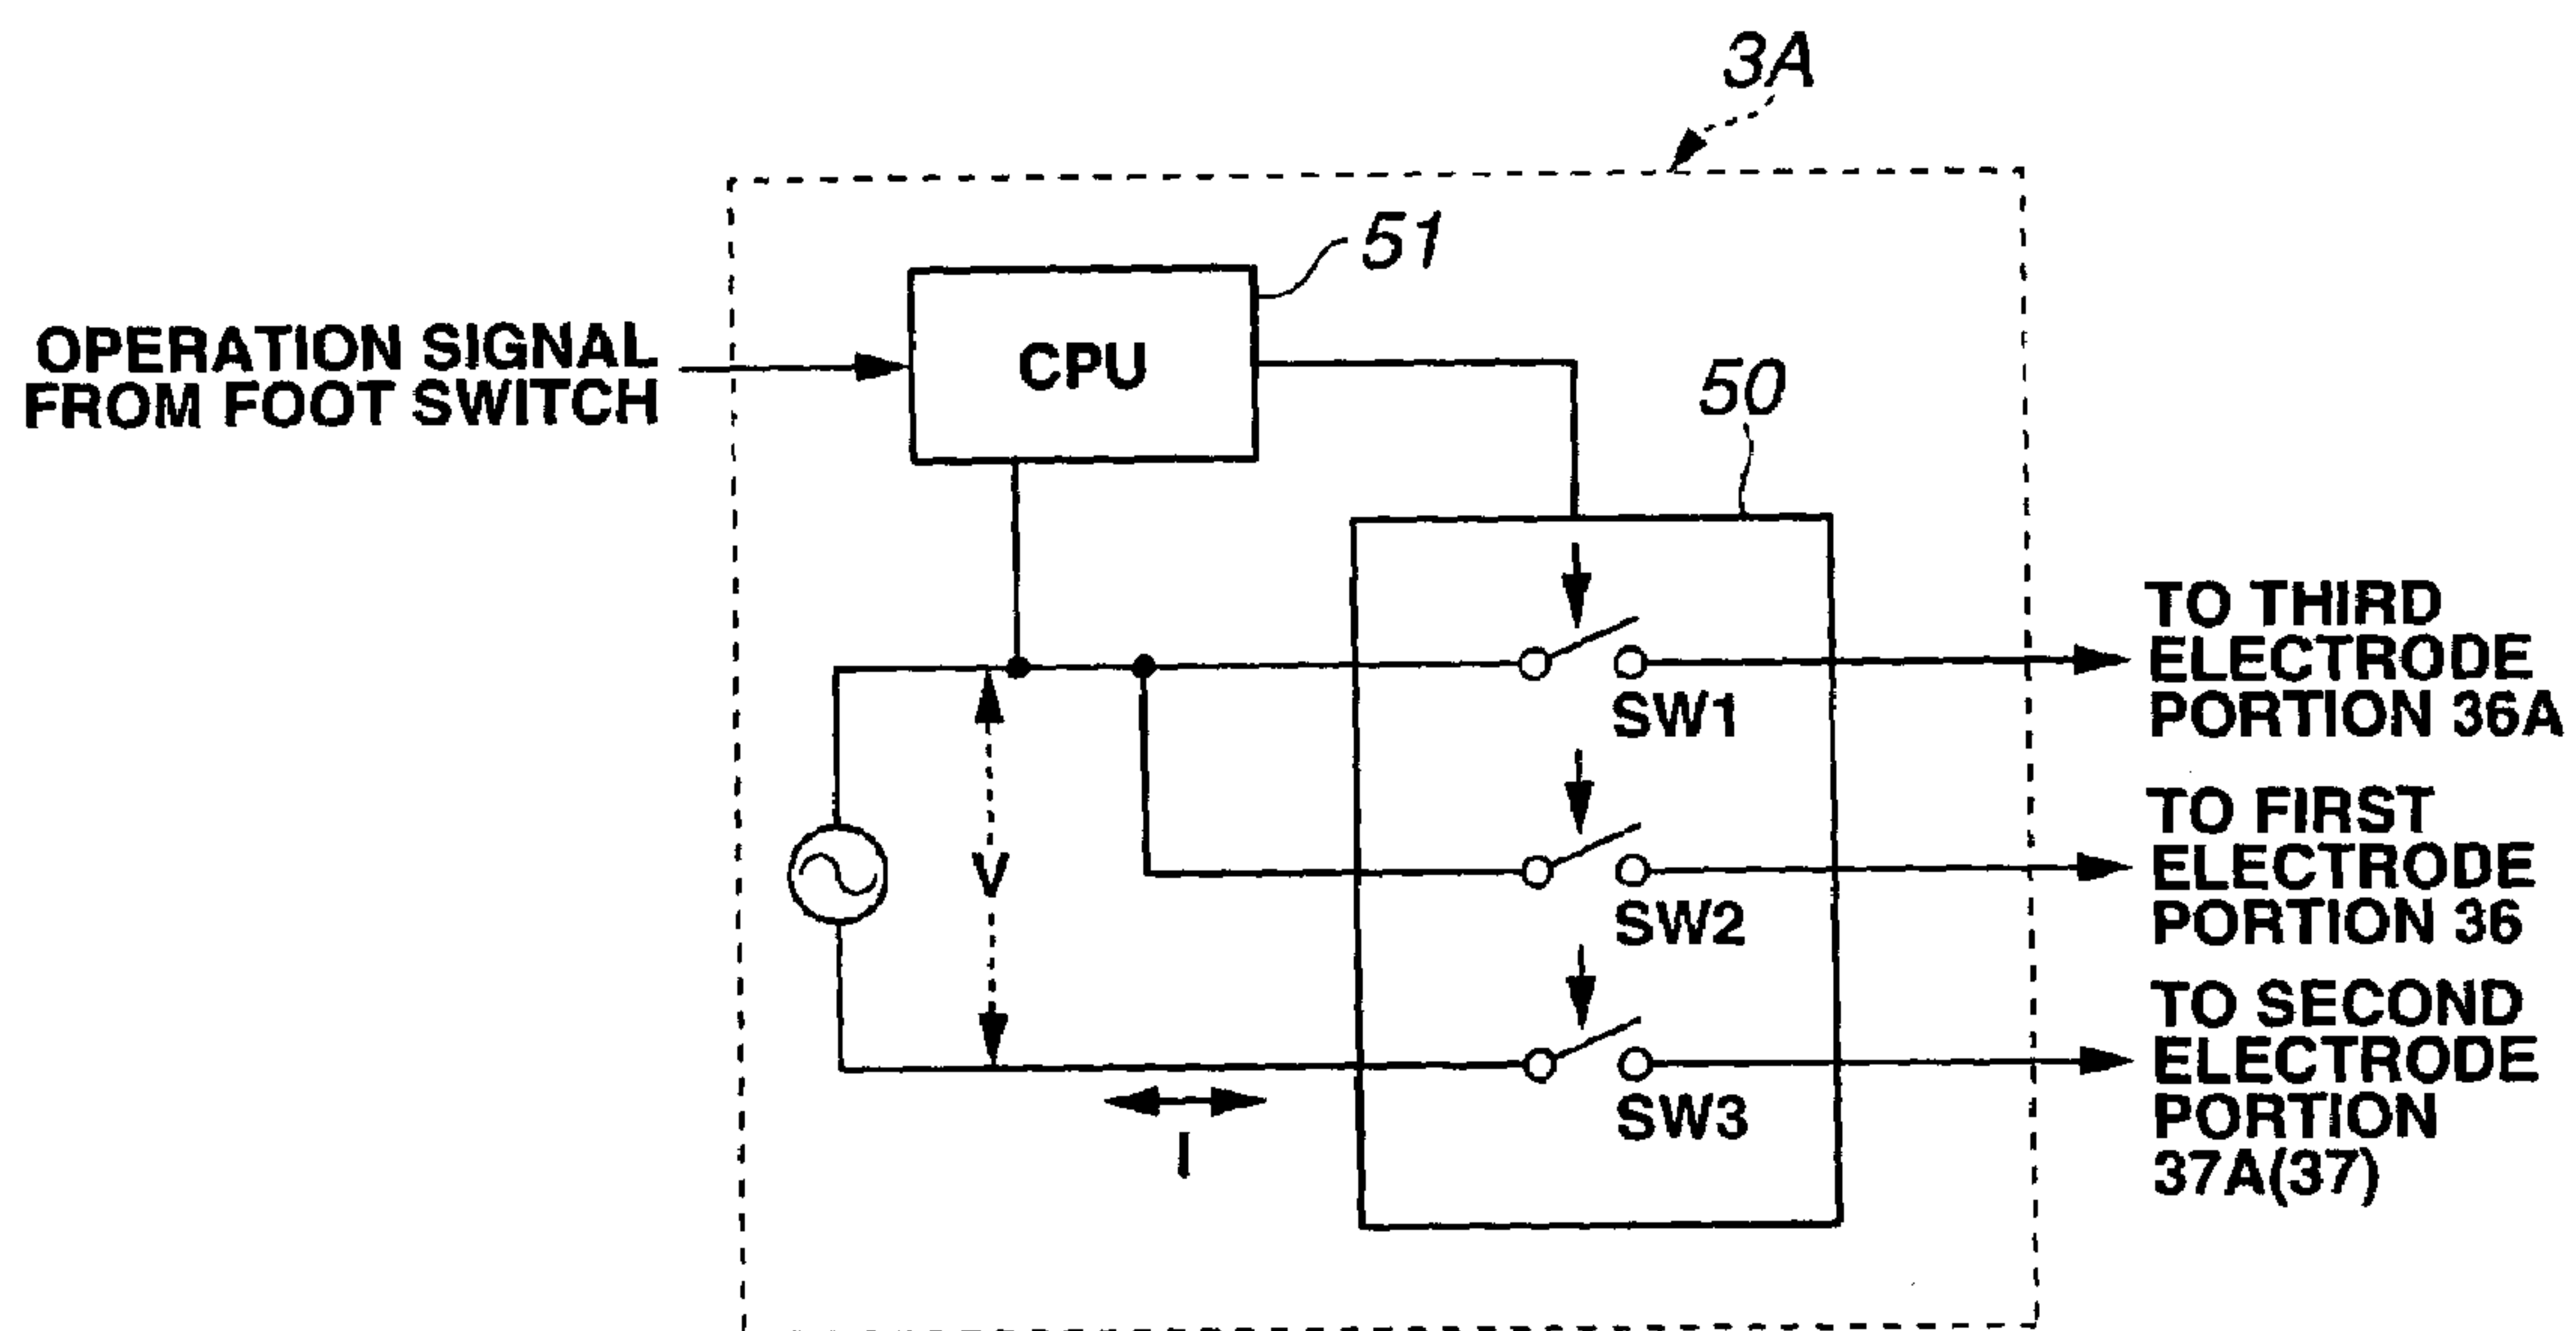 3A
51
OPERATION SIGNAL
FROM FOOT SWITCH
CPU
50
TO THIRD
ELECTRODE
PORTION 36A
SW1
TO FIRST
ELECTRODE
PORTION 36
V
SW2
TO SECOND
ELECTRODE
PORTION
37A(37)
SW3
I